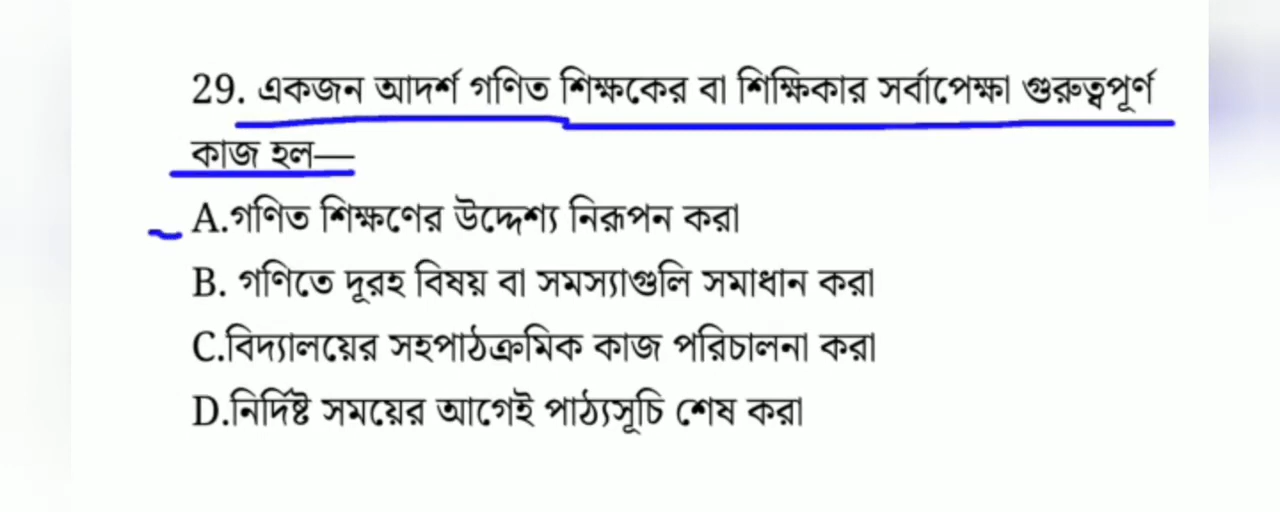 29. একজন আদর্শ গণিত শিক্ষকের বা শিক্ষিকার সর্বাপেক্ষা গুরুত্বপূর্ণ
কাজ হল—
A.গণিত শিক্ষণের উদ্দেশ্য নিরূপন করা
B. গণিতে দূরহ বিষয় বা সমস্যাগুলি সমাধান করা
C.বিদ্যালয়ের সহপাঠক্রমিক কাজ পরিচালনা করা
D.নির্দিষ্ট সময়ের আগেই পাঠ্যসূচি শেষ করা